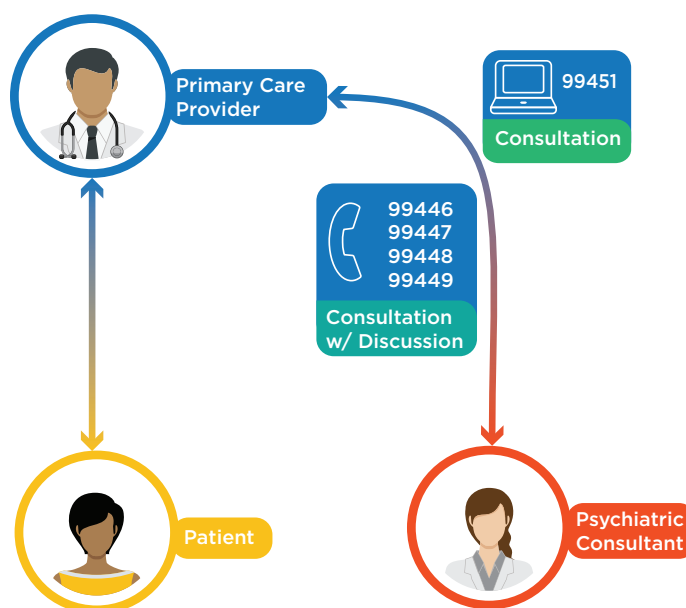 Primary Care
Provider
99451
Consultation
99446
99447
99448
99449
Consultation
w/ Discussion
Patient
Psychiatric
Consultant